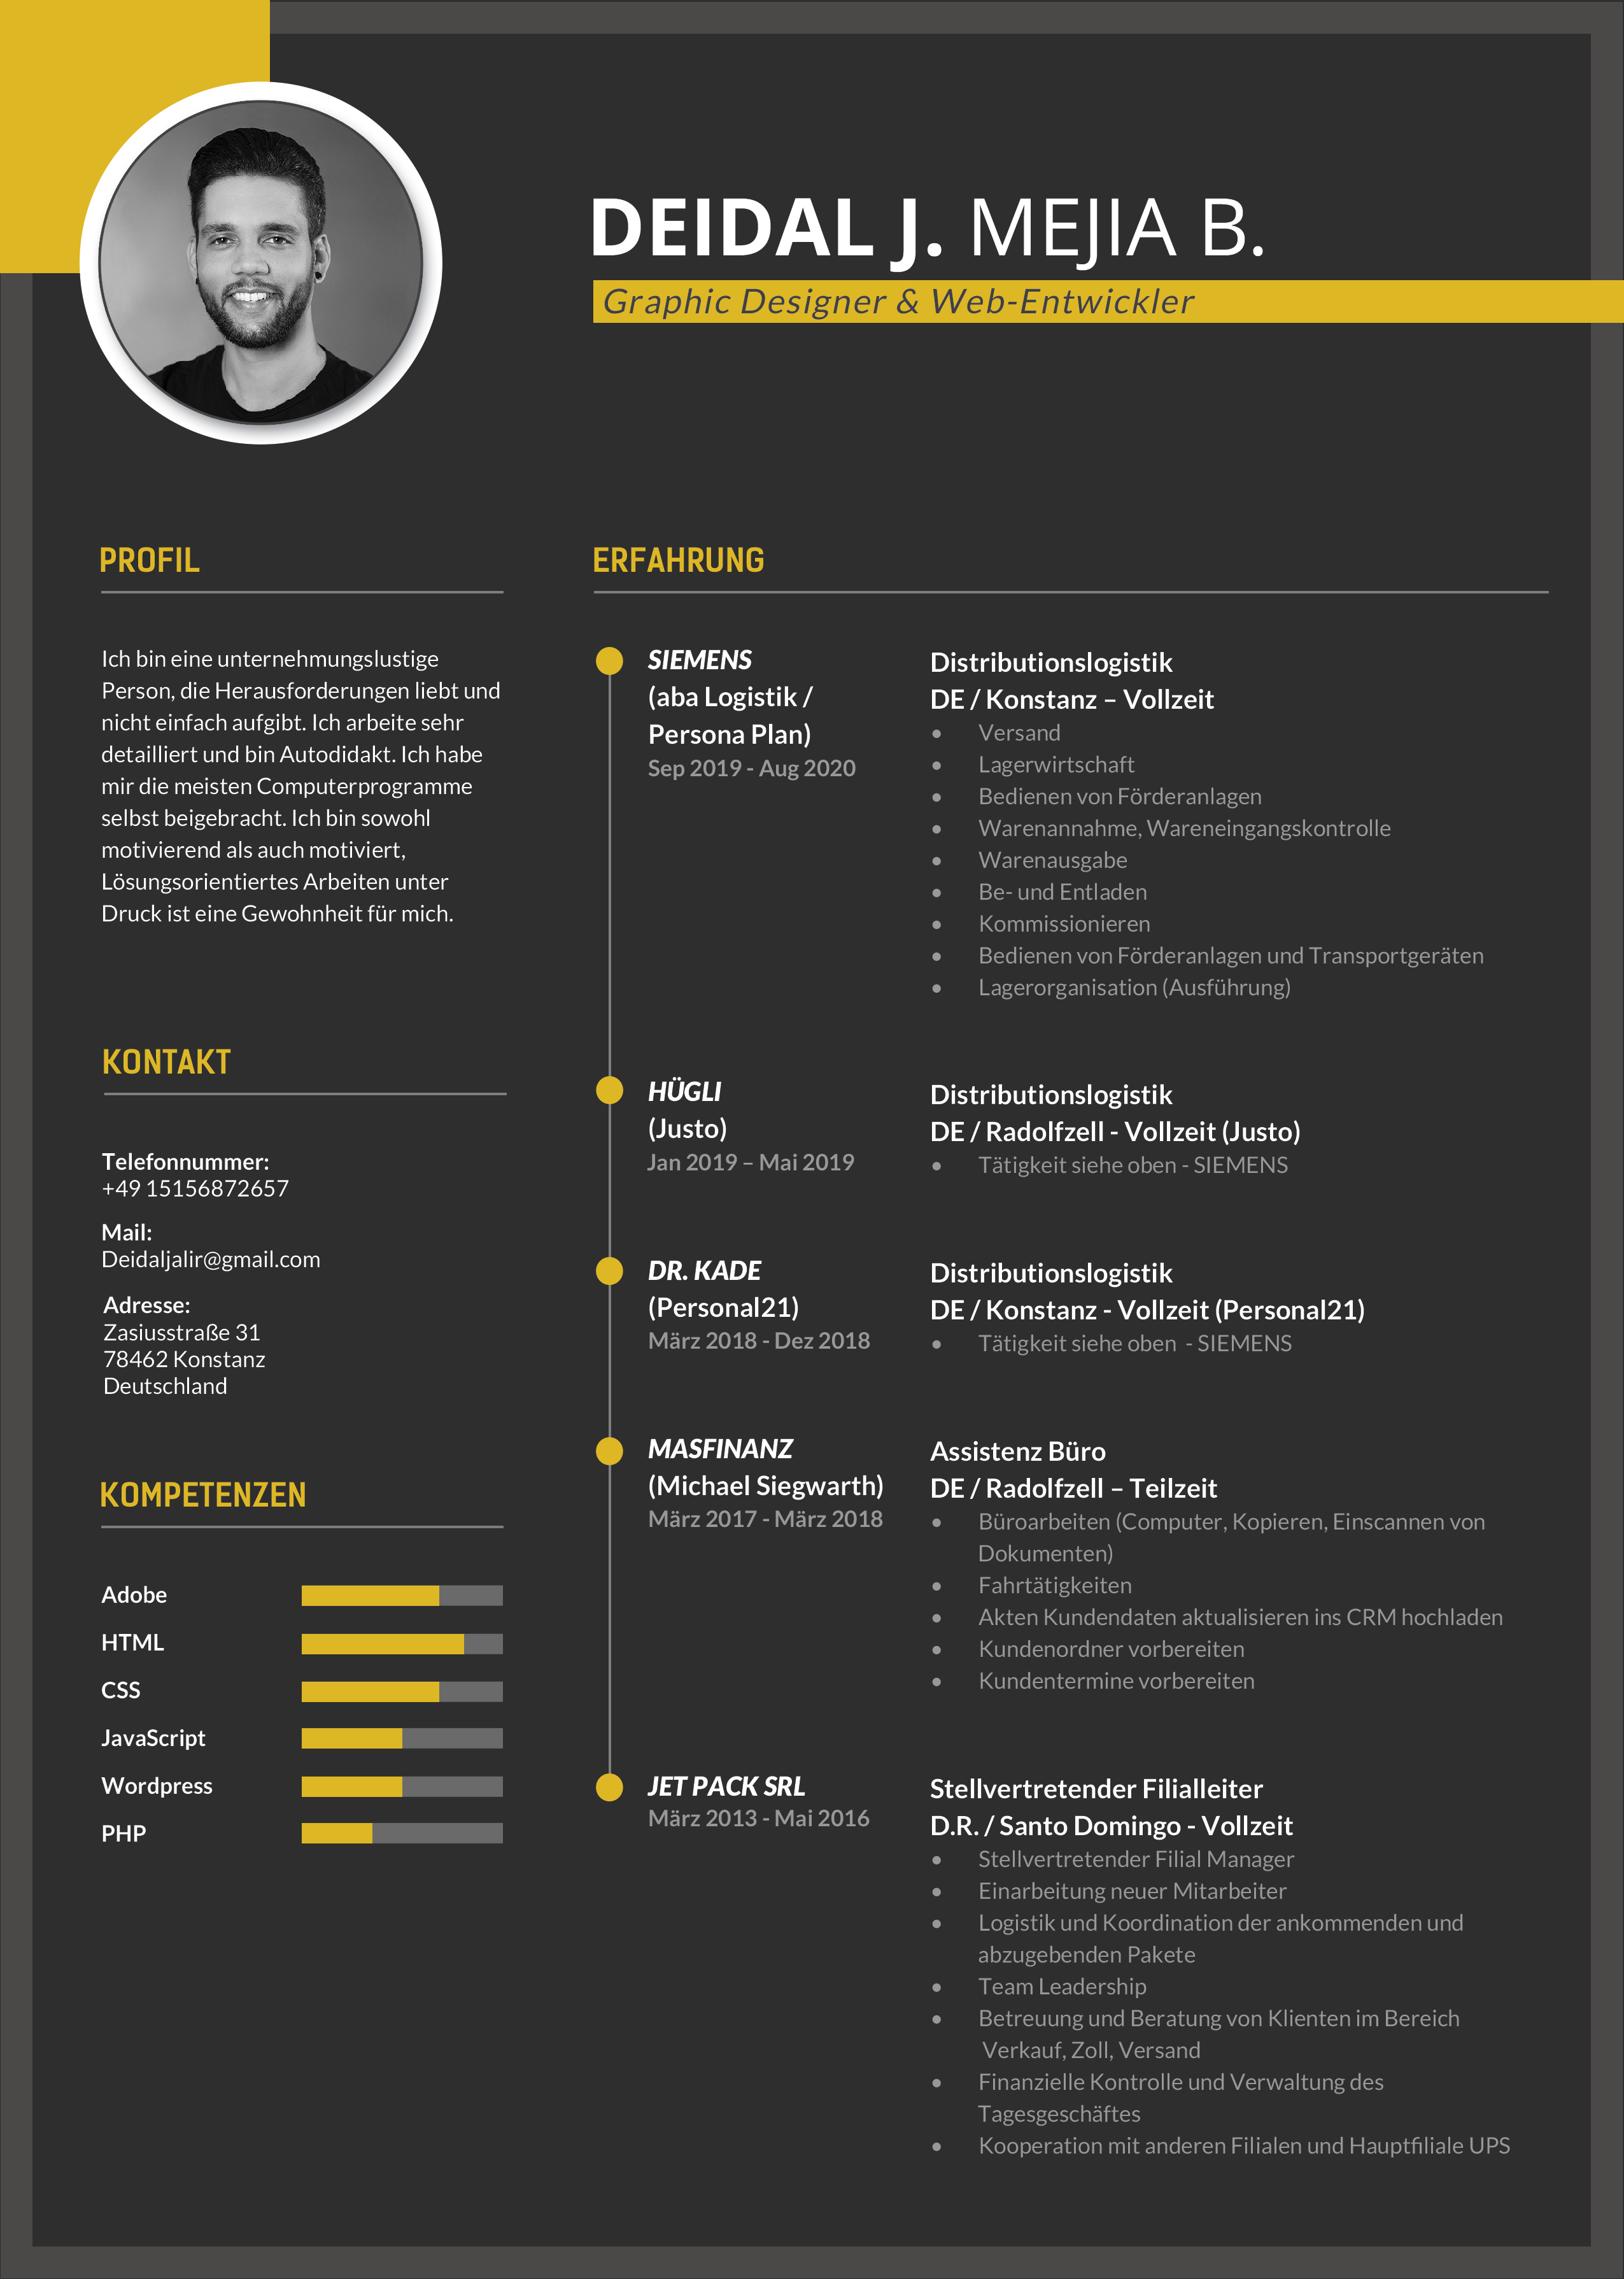 DEIDAL J. MEJIA B.
Graphic Designer & Web-Entwickler
PROFIL
Ich bin eine unternehmungslustige
Person, die Herausforderungen liebt und
nicht einfach aufgibt. Ich arbeite sehr
detailliert und bin Autodidakt. Ich habe
mir die meisten Computerprogramme
selbst beigebracht. Ich bin sowohl
motivierend als auch motiviert,
Lösungsorientiertes Arbeiten unter
Druck ist eine Gewohnheit für mich.
KONTAKT
Telefonnummer:
+49 15156872657
Mail:
Deidaljalir@gmail.com
Adresse:
Zasiusstraße 31
78462 Konstanz
Deutschland
KOMPETENZEN
Adobe
HTML
CSS
JavaScript
Wordpress
PHP
ERFAHRUNG
SIEMENS
(aba Logistik /
Persona Plan)
Sep 2019 - Aug 2020
Distributionslogistik
DE / Konstanz – Vollzeit
• Versand
• Lagerwirtschaft
• Bedienen von Förderanlagen
• Warenannahme, Wareneingangskontrolle
• Warenausgabe
• Be- und Entladen
• Kommissionieren
• Bedienen von Förderanlagen und Transportgeräten
• Lagerorganisation (Ausführung)
HÜGLI
(Justo)
Jan 2019 – Mai 2019
Distributionslogistik
DE / Radolfzell - Vollzeit (Justo)
• Tätigkeit siehe oben - SIEMENS
DR. KADE
(Personal21)
März 2018 - Dez 2018
Distributionslogistik
DE / Konstanz - Vollzeit (Personal21)
• Tätigkeit siehe oben - SIEMENS
MASFINANZ
(Michael Siegwarth)
März 2017 - März 2018
Assistenz Büro
DE / Radolfzell – Teilzeit
• Büroarbeiten (Computer, Kopieren, Einscannen von
Dokumenten)
• Fahrtätigkeiten
• Akten Kundendaten aktualisieren ins CRM hochladen
• Kundenordner vorbereiten
• Kundentermine vorbereiten
JET PACK SRL
März 2013 - Mai 2016
Stellvertretender Filialleiter
D.R. / Santo Domingo - Vollzeit
• Stellvertretender Filial Manager
• Einarbeitung neuer Mitarbeiter
• Logistik und Koordination der ankommenden und
abzugebenden Pakete
• Team Leadership
• Betreuung und Beratung von Klienten im Bereich
Verkauf, Zoll, Versand
• Finanzielle Kontrolle und Verwaltung des
Tagesgeschäftes
• Kooperation mit anderen Filialen und Hauptfiliale UPS